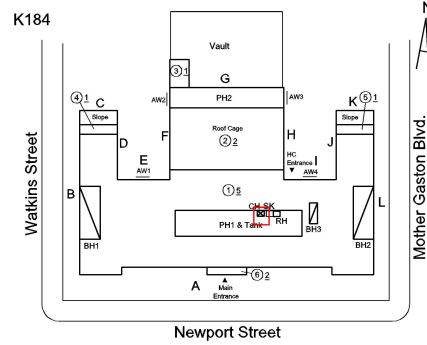 K184
N
Vault
③ 1
G
④ 1
C
Slope
AW2
PH2
AW3
K
⑤ 1
Slope
D
F
Roof Cage
② 2
H
J
E
AW1
HC
Entrance
I
AW4
Watkins Street
B
① 5
L
Mother Gaston Blvd.
CH SK
PH1 & Tank
RH
BH3
BH1
BH2
A
⑥ 2
Main
Entrance
Newport Street